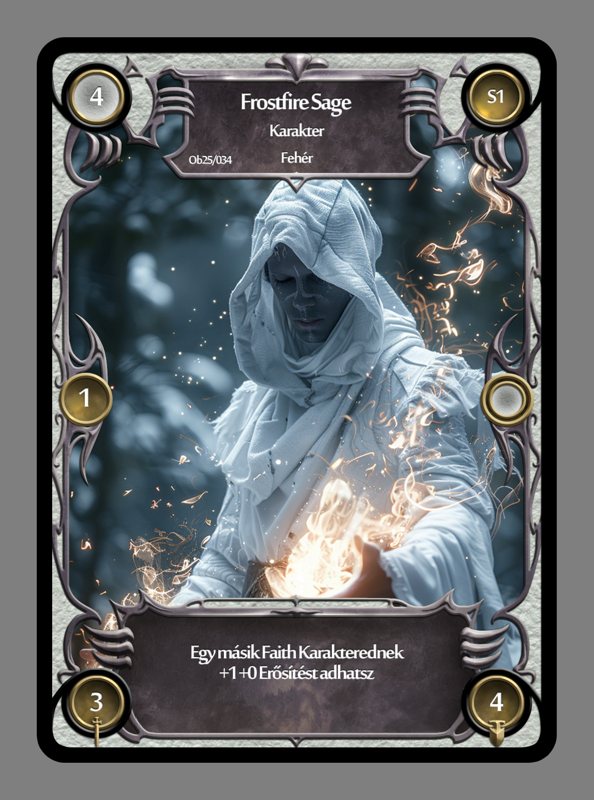 4
Frostfire Sage
S1
Karakter
Ob25/034
Fehér
1
Egy másik Faith Karakterednek
+1 +0 Erősítést adhatsz
3
4